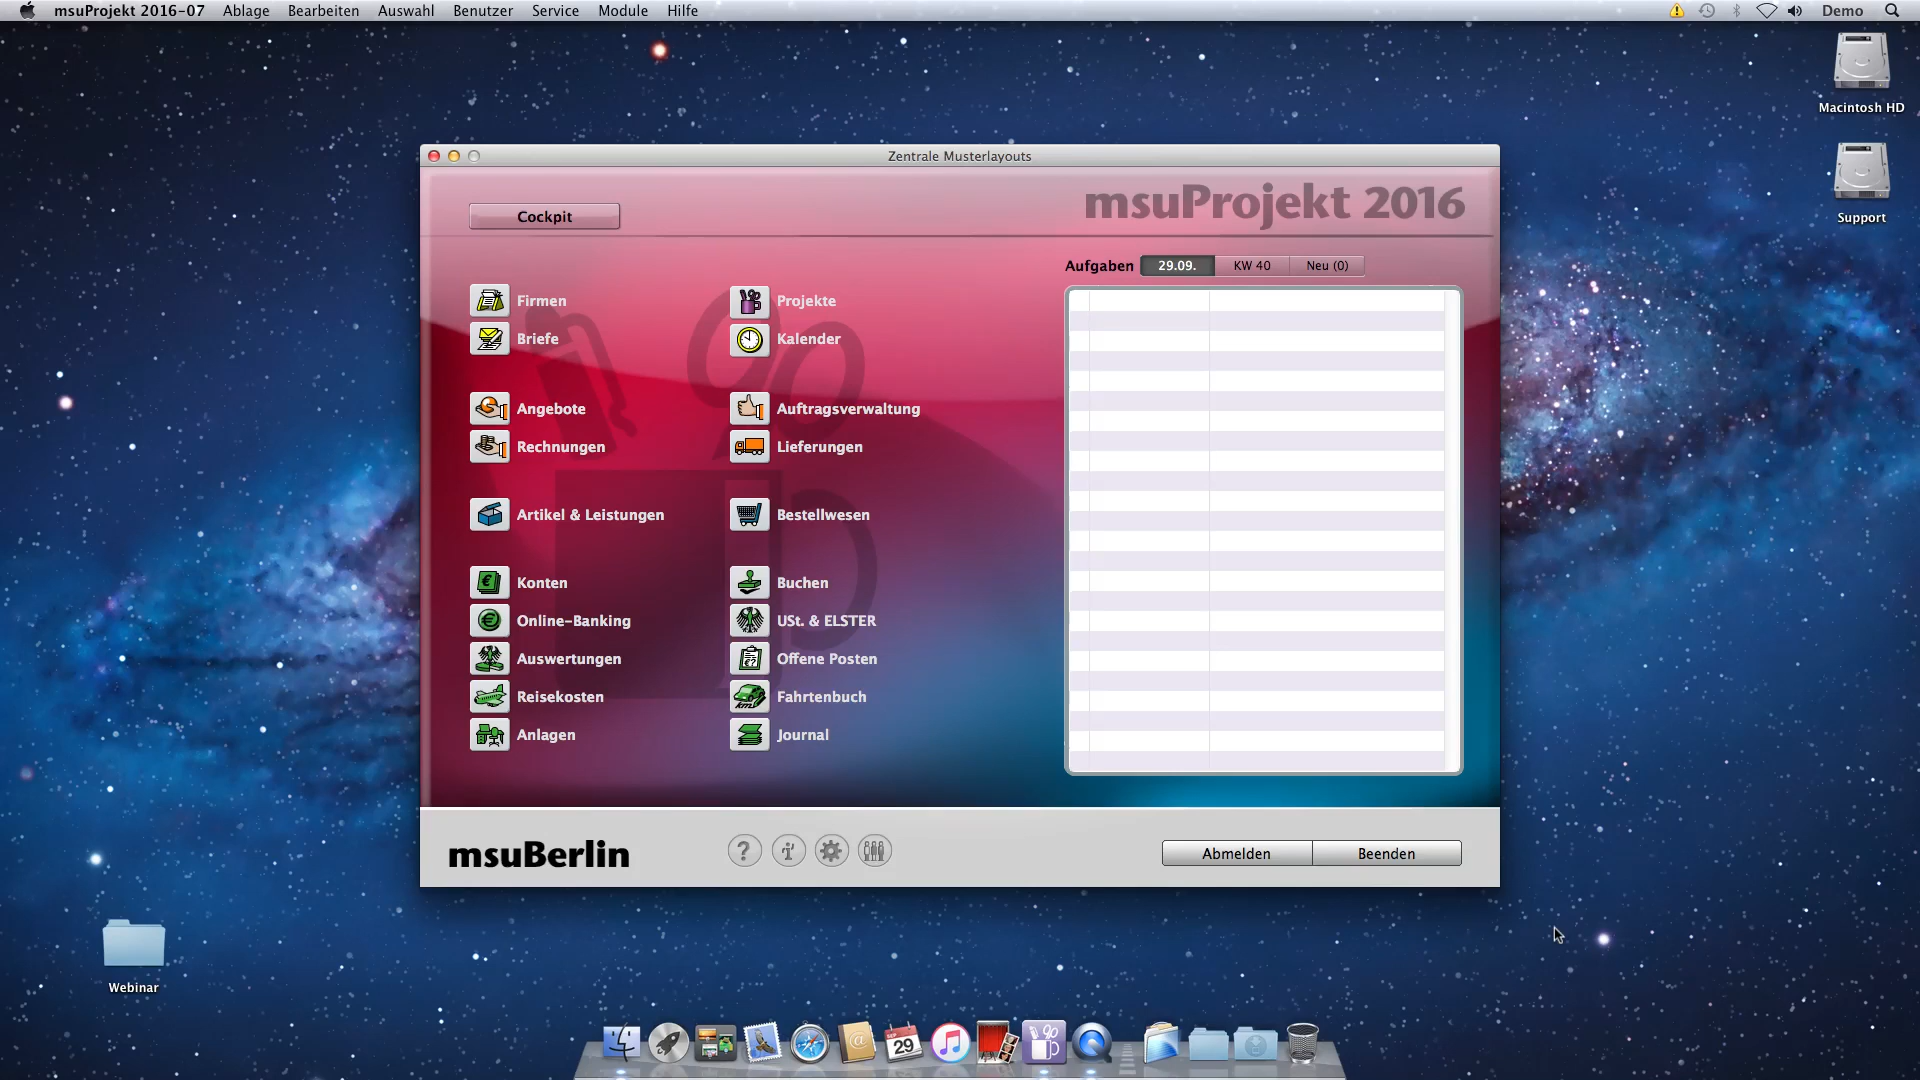 msuProjekt 2016-07 Ablage Bearbeiten Auswahl Benutzer Service Module Hilfe Demo
Macintosh HD
Support
Zentrale Musterlayouts
msuProjekt 2016
Cockpit
Aufgaben 29.09. KW 40 Neu (0)
Firmen Projekte
Briefe Kalender
Angebote Auftragsverwaltung
Rechnungen Lieferungen
Artikel & Leistungen Bestellwesen
Konten Buchen
Online-Banking USt. & ELSTER
Auswertungen Offene Posten
Reisekosten Fahrtenbuch
Anlagen Journal
msuBerlin ? i Abmelden Beenden
Webinar
SEP
29